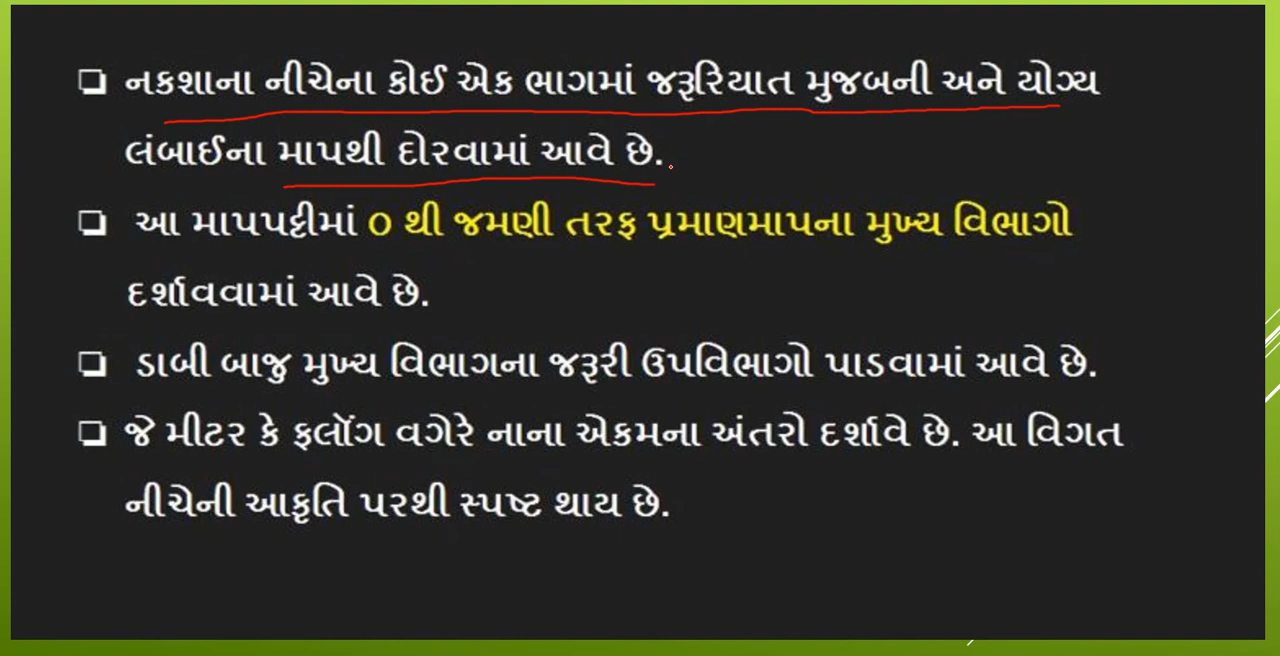 ❑ નકશાના નીચેના કોઈ એક ભાગમાં જરૂરિયાત મુજબની અને યોગ્ય
લંબાઈના માપથી દોરવામાં આવે છે.
❑ આ માપપટ્ટીમાં 0 થી જમણી તરફ પ્રમાણમાપના મુખ્ય વિભાગો
દર્શાવવામાં આવે છે.
❑ ડાબી બાજુ મુખ્ય વિભાગના જરૂરી ઉપવિભાગો પાડવામાં આવે છે.
❑ જે મીટર કે ફર્લોંગ વગેરે નાના એકમના અંતરો દર્શાવે છે. આ વિગત
નીચેની આકૃતિ પરથી સ્પષ્ટ થાય છે.